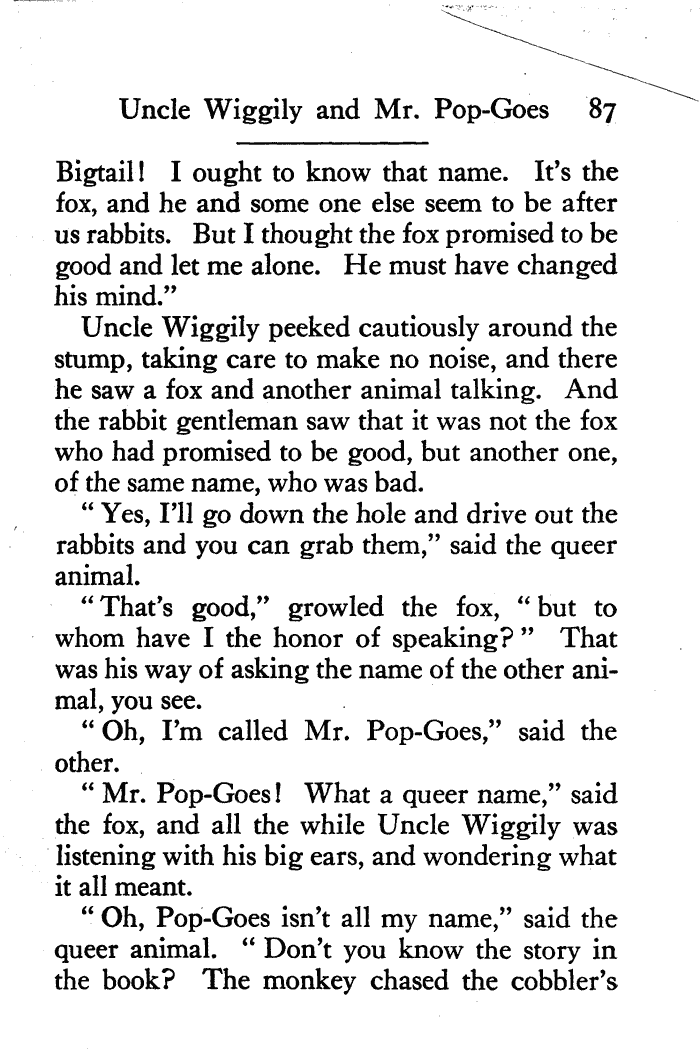 Uncle Wiggily and Mr. Pop-Goes 87
Bigtail! I ought to know that name. It's the
fox, and he and some one else seem to be after
us rabbits. But I thought the fox promised to be
good and let me alone. He must have changed
his mind.”
Uncle Wiggily peeked cautiously around the
stump, taking care to make no noise, and there
he saw a fox and another animal talking. And
the rabbit gentleman saw that it was not the fox
who had promised to be good, but another one,
of the same name, who was bad.
“ Yes, I'll go down the hole and drive out the
rabbits and you can grab them,” said the queer
animal.
“ That's good,” growled the fox, “ but to
whom have I the honor of speaking? ” That
was his way of asking the name of the other ani-
mal, you see.
“ Oh, I'm called Mr. Pop-Goes,” said the
other.
“ Mr. Pop-Goes! What a queer name,” said
the fox, and all the while Uncle Wiggily was
listening with his big ears, and wondering what
it all meant.
“ Oh, Pop-Goes isn't all my name,” said the
queer animal. “ Don't you know the story in
the book? The monkey chased the cobbler's